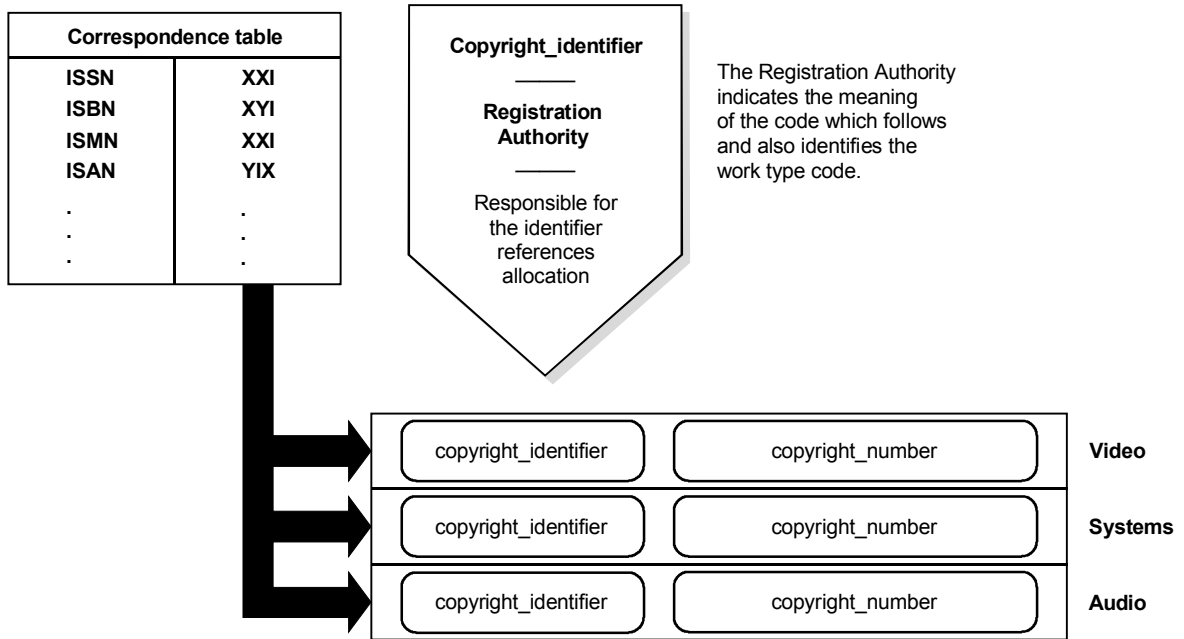 Correspondence table
ISSN XXI
ISBN XYI
ISMN XXI
ISAN YIX
. .
. .
. .
Copyright_identifier
Registration
Authority
Responsible for
the identifier
references
allocation
The Registration Authority
indicates the meaning
of the code which follows
and also identifies the
work type code.
copyright_identifier copyright_number Video
copyright_identifier copyright_number Systems
copyright_identifier copyright_number Audio